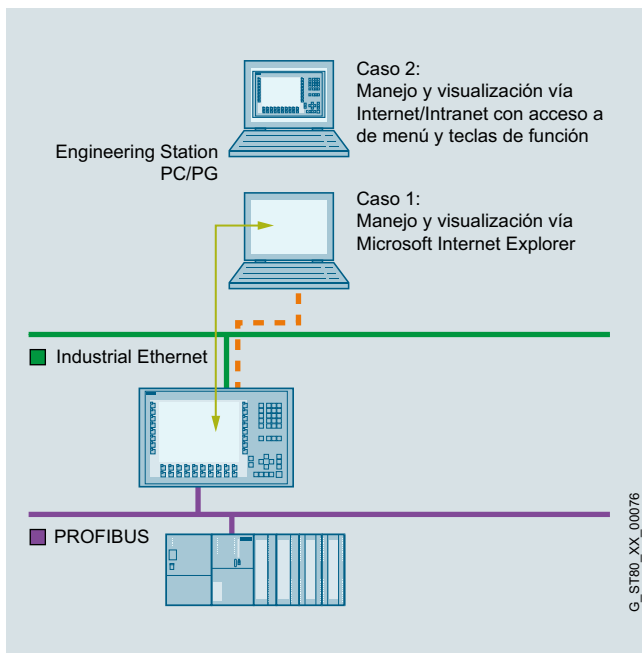 Caso 2:
Manejo y visualización vía
Internet/Intranet con acceso a
de menú y teclas de función
Engineering Station
PC/PG
Caso 1:
Manejo y visualización vía
Microsoft Internet Explorer
Industrial Ethernet
PROFIBUS
G_ST80_XX_00076